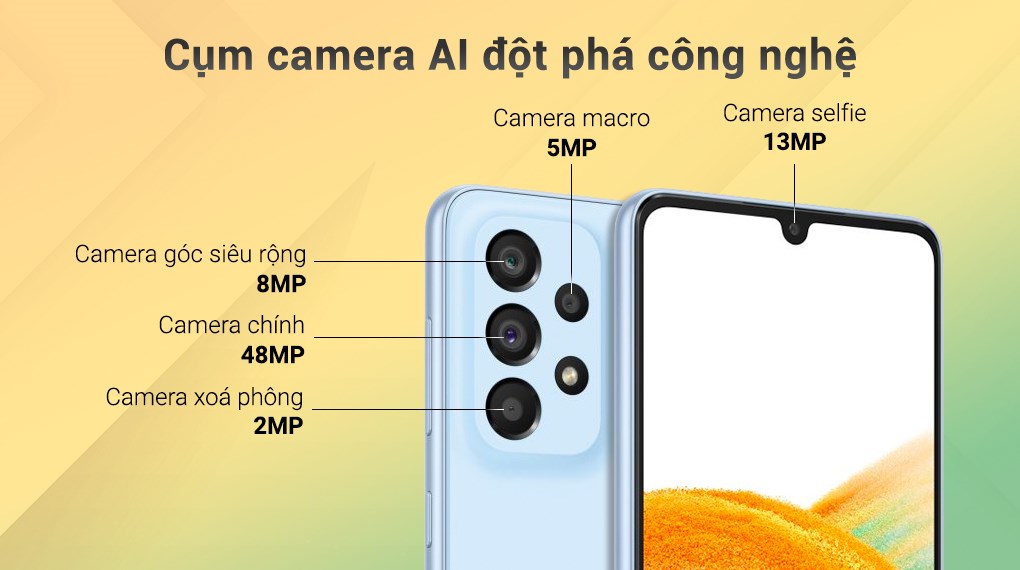 Cụm camera AI đột phá công nghệ
Camera macro
5MP
Camera selfie
13MP
Camera góc siêu rộng
8MP
Camera chính
48MP
Camera xoá phông
2MP